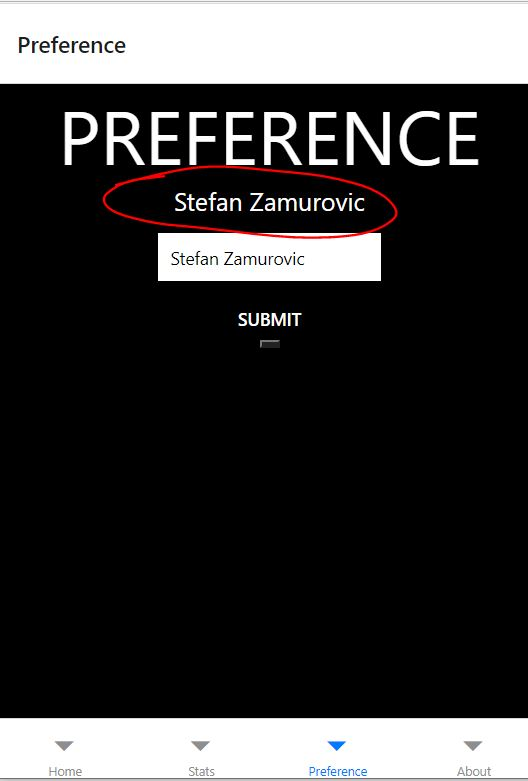 Preference
PREFERENCE
Stefan Zamurovic
Stefan Zamurovic
SUBMIT
Home Stats Preference About